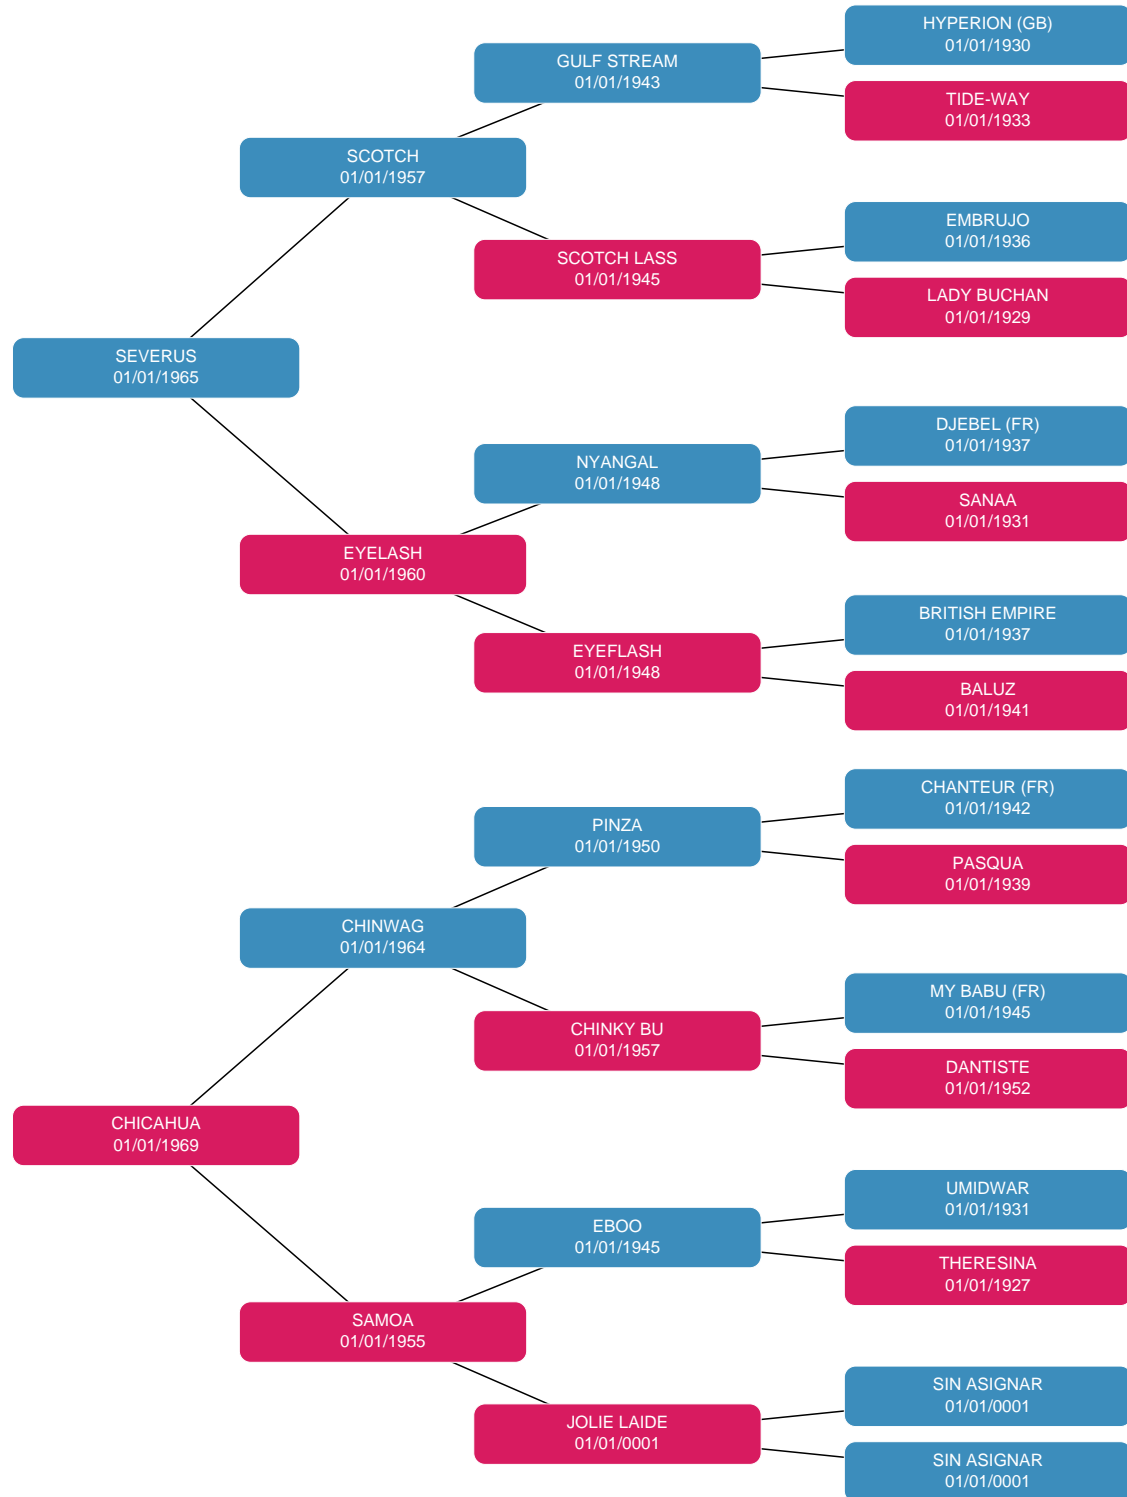 HYPERION (GB)
01/01/1930
GULF STREAM
01/01/1943
TIDE-WAY
01/01/1933
SCOTCH
01/01/1957
EMBRUJO
01/01/1936
SCOTCH LASS
01/01/1945
LADY BUCHAN
01/01/1929
SEVERUS
01/01/1965
DJEBEL (FR)
01/01/1937
NYANGAL
01/01/1948
SANAA
01/01/1931
EYELASH
01/01/1960
BRITISH EMPIRE
01/01/1937
EYEFLASH
01/01/1948
BALUZ
01/01/1941
CHANTEUR (FR)
01/01/1942
PINZA
01/01/1950
PASQUA
01/01/1939
CHINWAG
01/01/1964
MY BABU (FR)
01/01/1945
CHINKY BU
01/01/1957
DANTISTE
01/01/1952
CHICAHUA
01/01/1969
UMIDWAR
01/01/1931
EBOO
01/01/1945
THERESINA
01/01/1927
SAMOA
01/01/1955
SIN ASIGNAR
01/01/0001
JOLIE LAIDE
01/01/0001
SIN ASIGNAR
01/01/0001